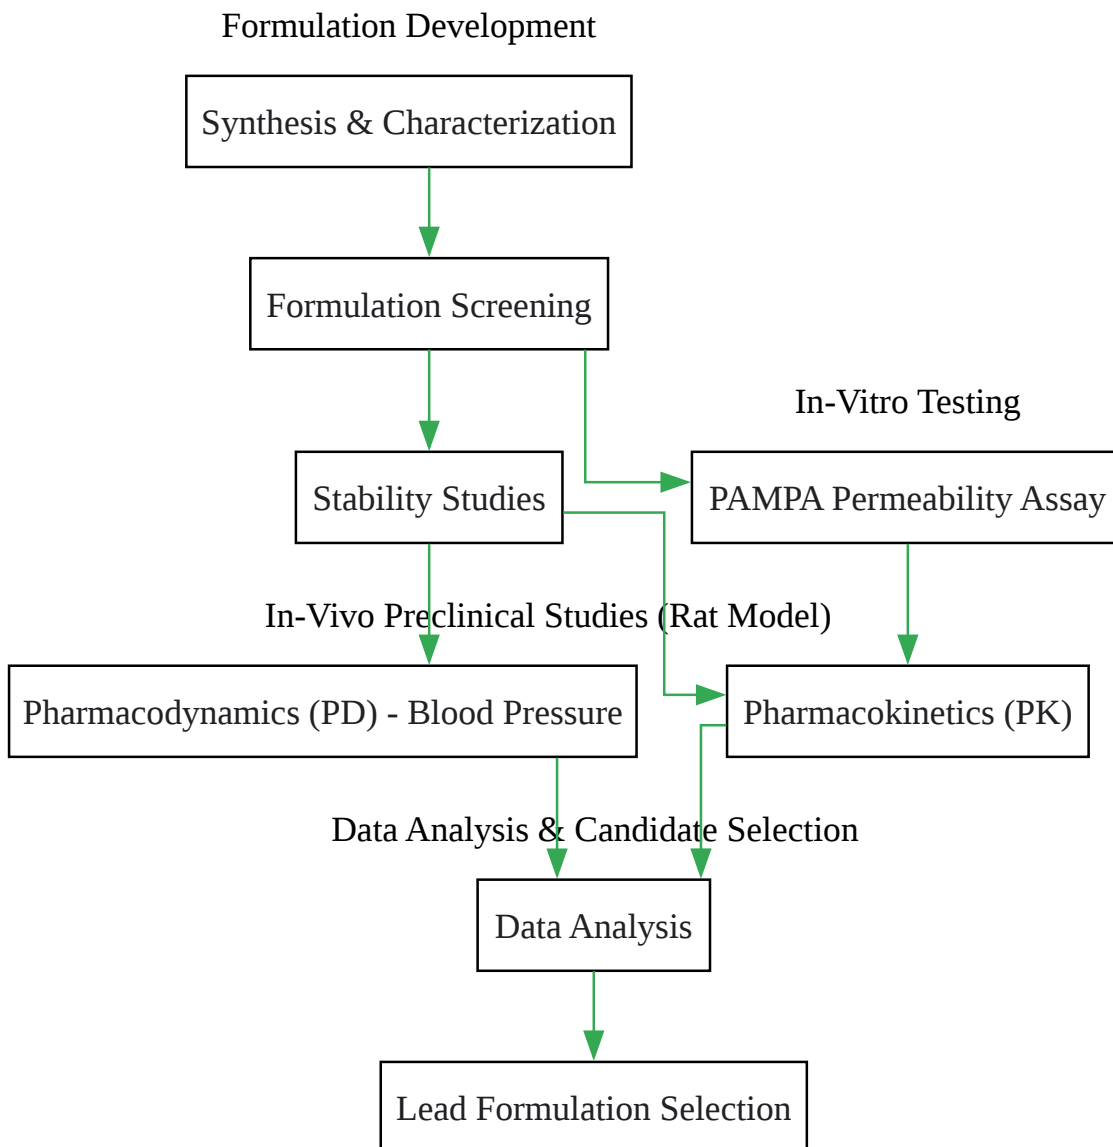 Formulation Development
Synthesis & Characterization
Formulation Screening
In-Vitro Testing
Stability Studies
PAMPA Permeability Assay
In-Vivo Preclinical Studies (Rat Model)
Pharmacodynamics (PD) - Blood Pressure
Pharmacokinetics (PK)
Data Analysis & Candidate Selection
Data Analysis
Lead Formulation Selection